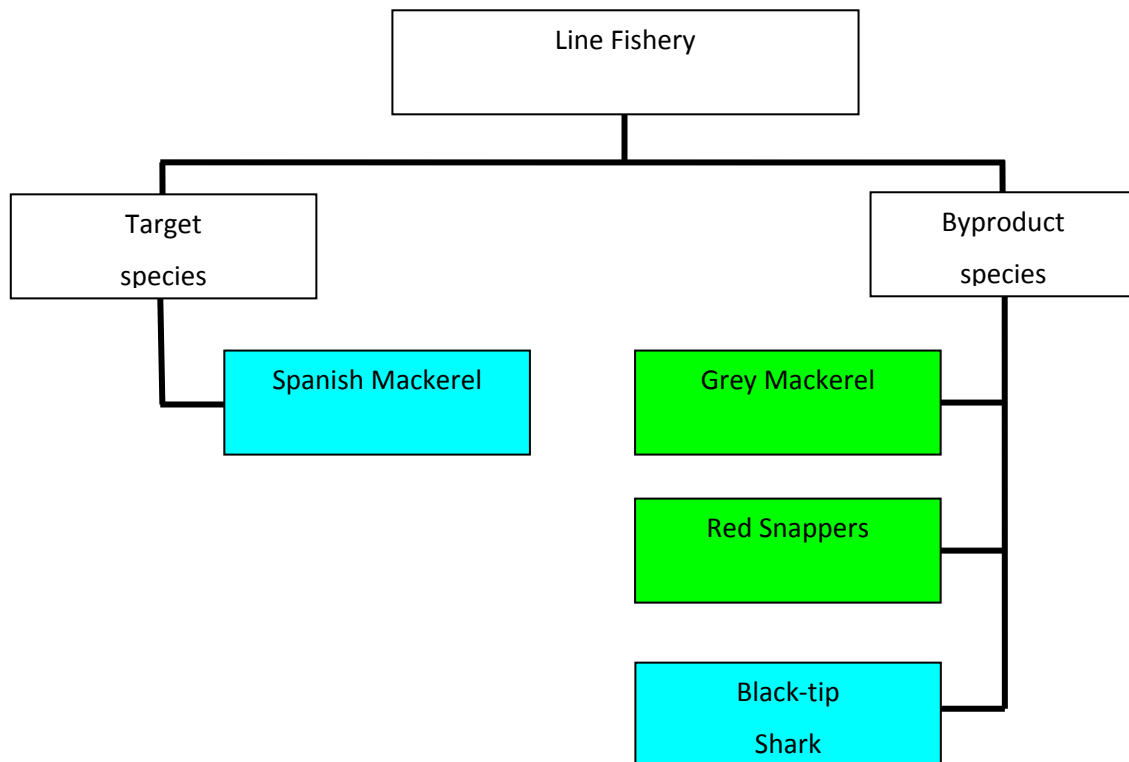 Line Fishery
Target
species
Byproduct
species
Spanish Mackerel
Grey Mackerel
Red Snappers
Black-tip
Shark